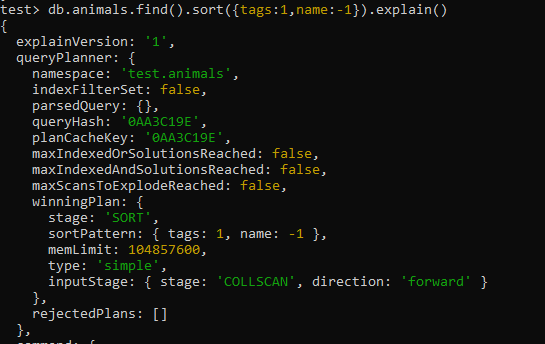 test> db.animals.find().sort({tags:1,name:-1}).explain()
{
  explainVersion: '1',
  queryPlanner: {
    namespace: 'test.animals',
    indexFilterSet: false,
    parsedQuery: {},
    queryHash: '0AA3C19E',
    planCacheKey: '0AA3C19E',
    maxIndexedOrSolutionsReached: false,
    maxIndexedAndSolutionsReached: false,
    maxScansToExplodeReached: false,
    winningPlan: {
      stage: 'SORT',
      sortPattern: { tags: 1, name: -1 },
      memLimit: 104857600,
      type: 'simple',
      inputStage: { stage: 'COLLSCAN', direction: 'forward' }
    },
    rejectedPlans: []
  },